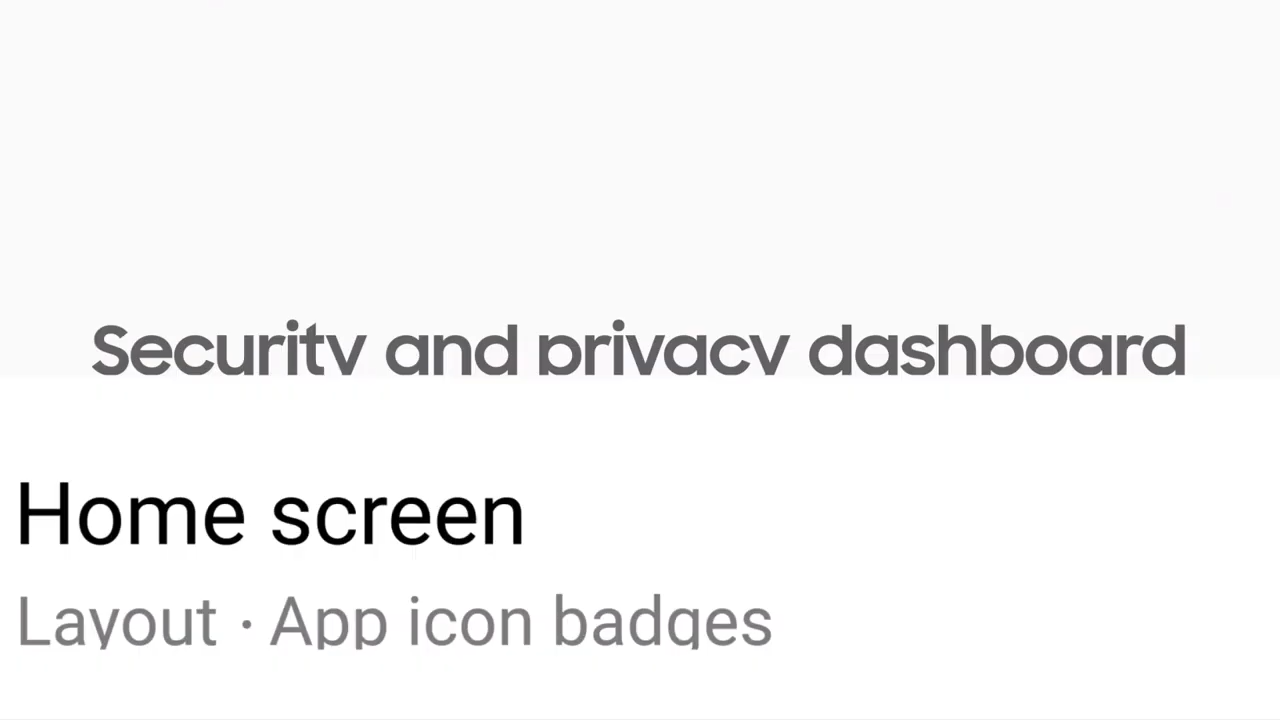 Security and privacy dashboard
Home screen
Layout · App icon badges